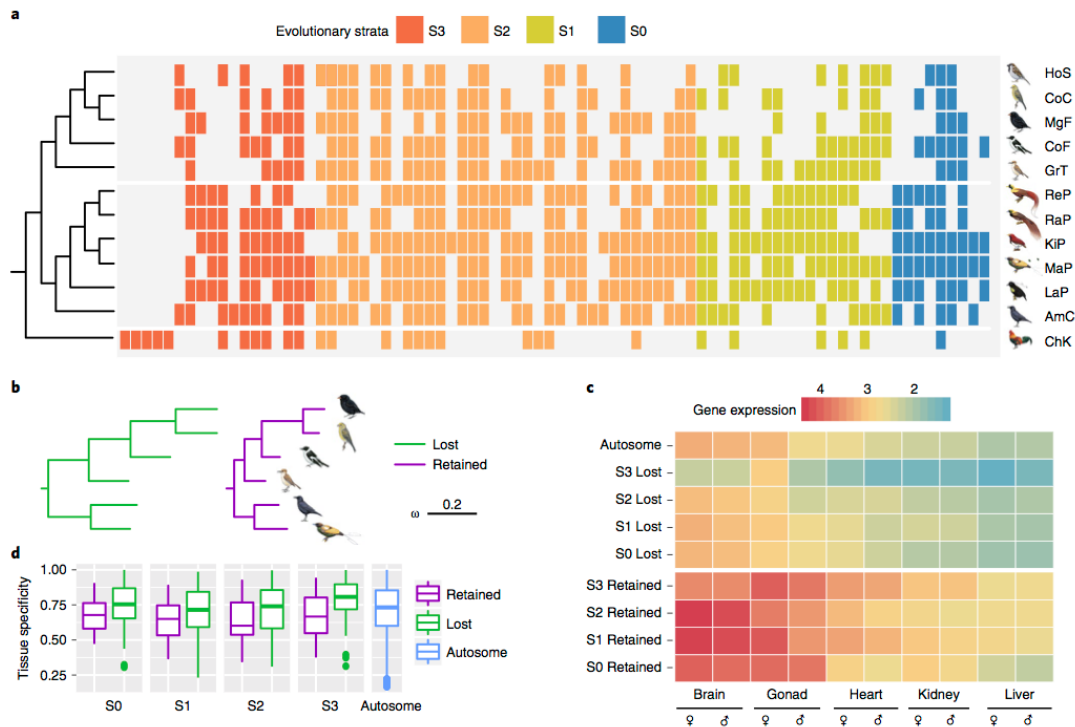 a
Evolutionary strata S3 S2 S1 S0
HoS
CoC
MgF
CoF
GrT
ReP
RaP
KiP
MaP
LaP
AmC
ChK
b
Lost
Retained
ω 0.2
c
Gene expression 4 3 2
Autosome
S3 Lost
S2 Lost
S1 Lost
S0 Lost
S3 Retained
S2 Retained
S1 Retained
S0 Retained
Brain Gonad Heart Kidney Liver
♀ ♂ ♀ ♂ ♀ ♂ ♀ ♂ ♀ ♂
d
Tissue specificity
1.00
0.75
0.50
0.25
S0 S1 S2 S3 Autosome
Retained
Lost
Autosome